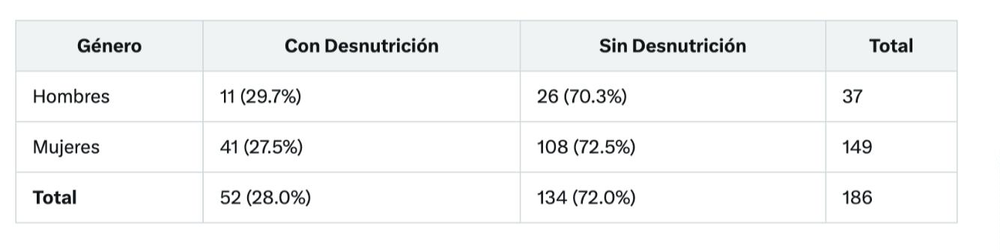 Género Con Desnutrición Sin Desnutrición Total
Hombres 11 (29.7%) 26 (70.3%) 37
Mujeres 41 (27.5%) 108 (72.5%) 149
Total 52 (28.0%) 134 (72.0%) 186